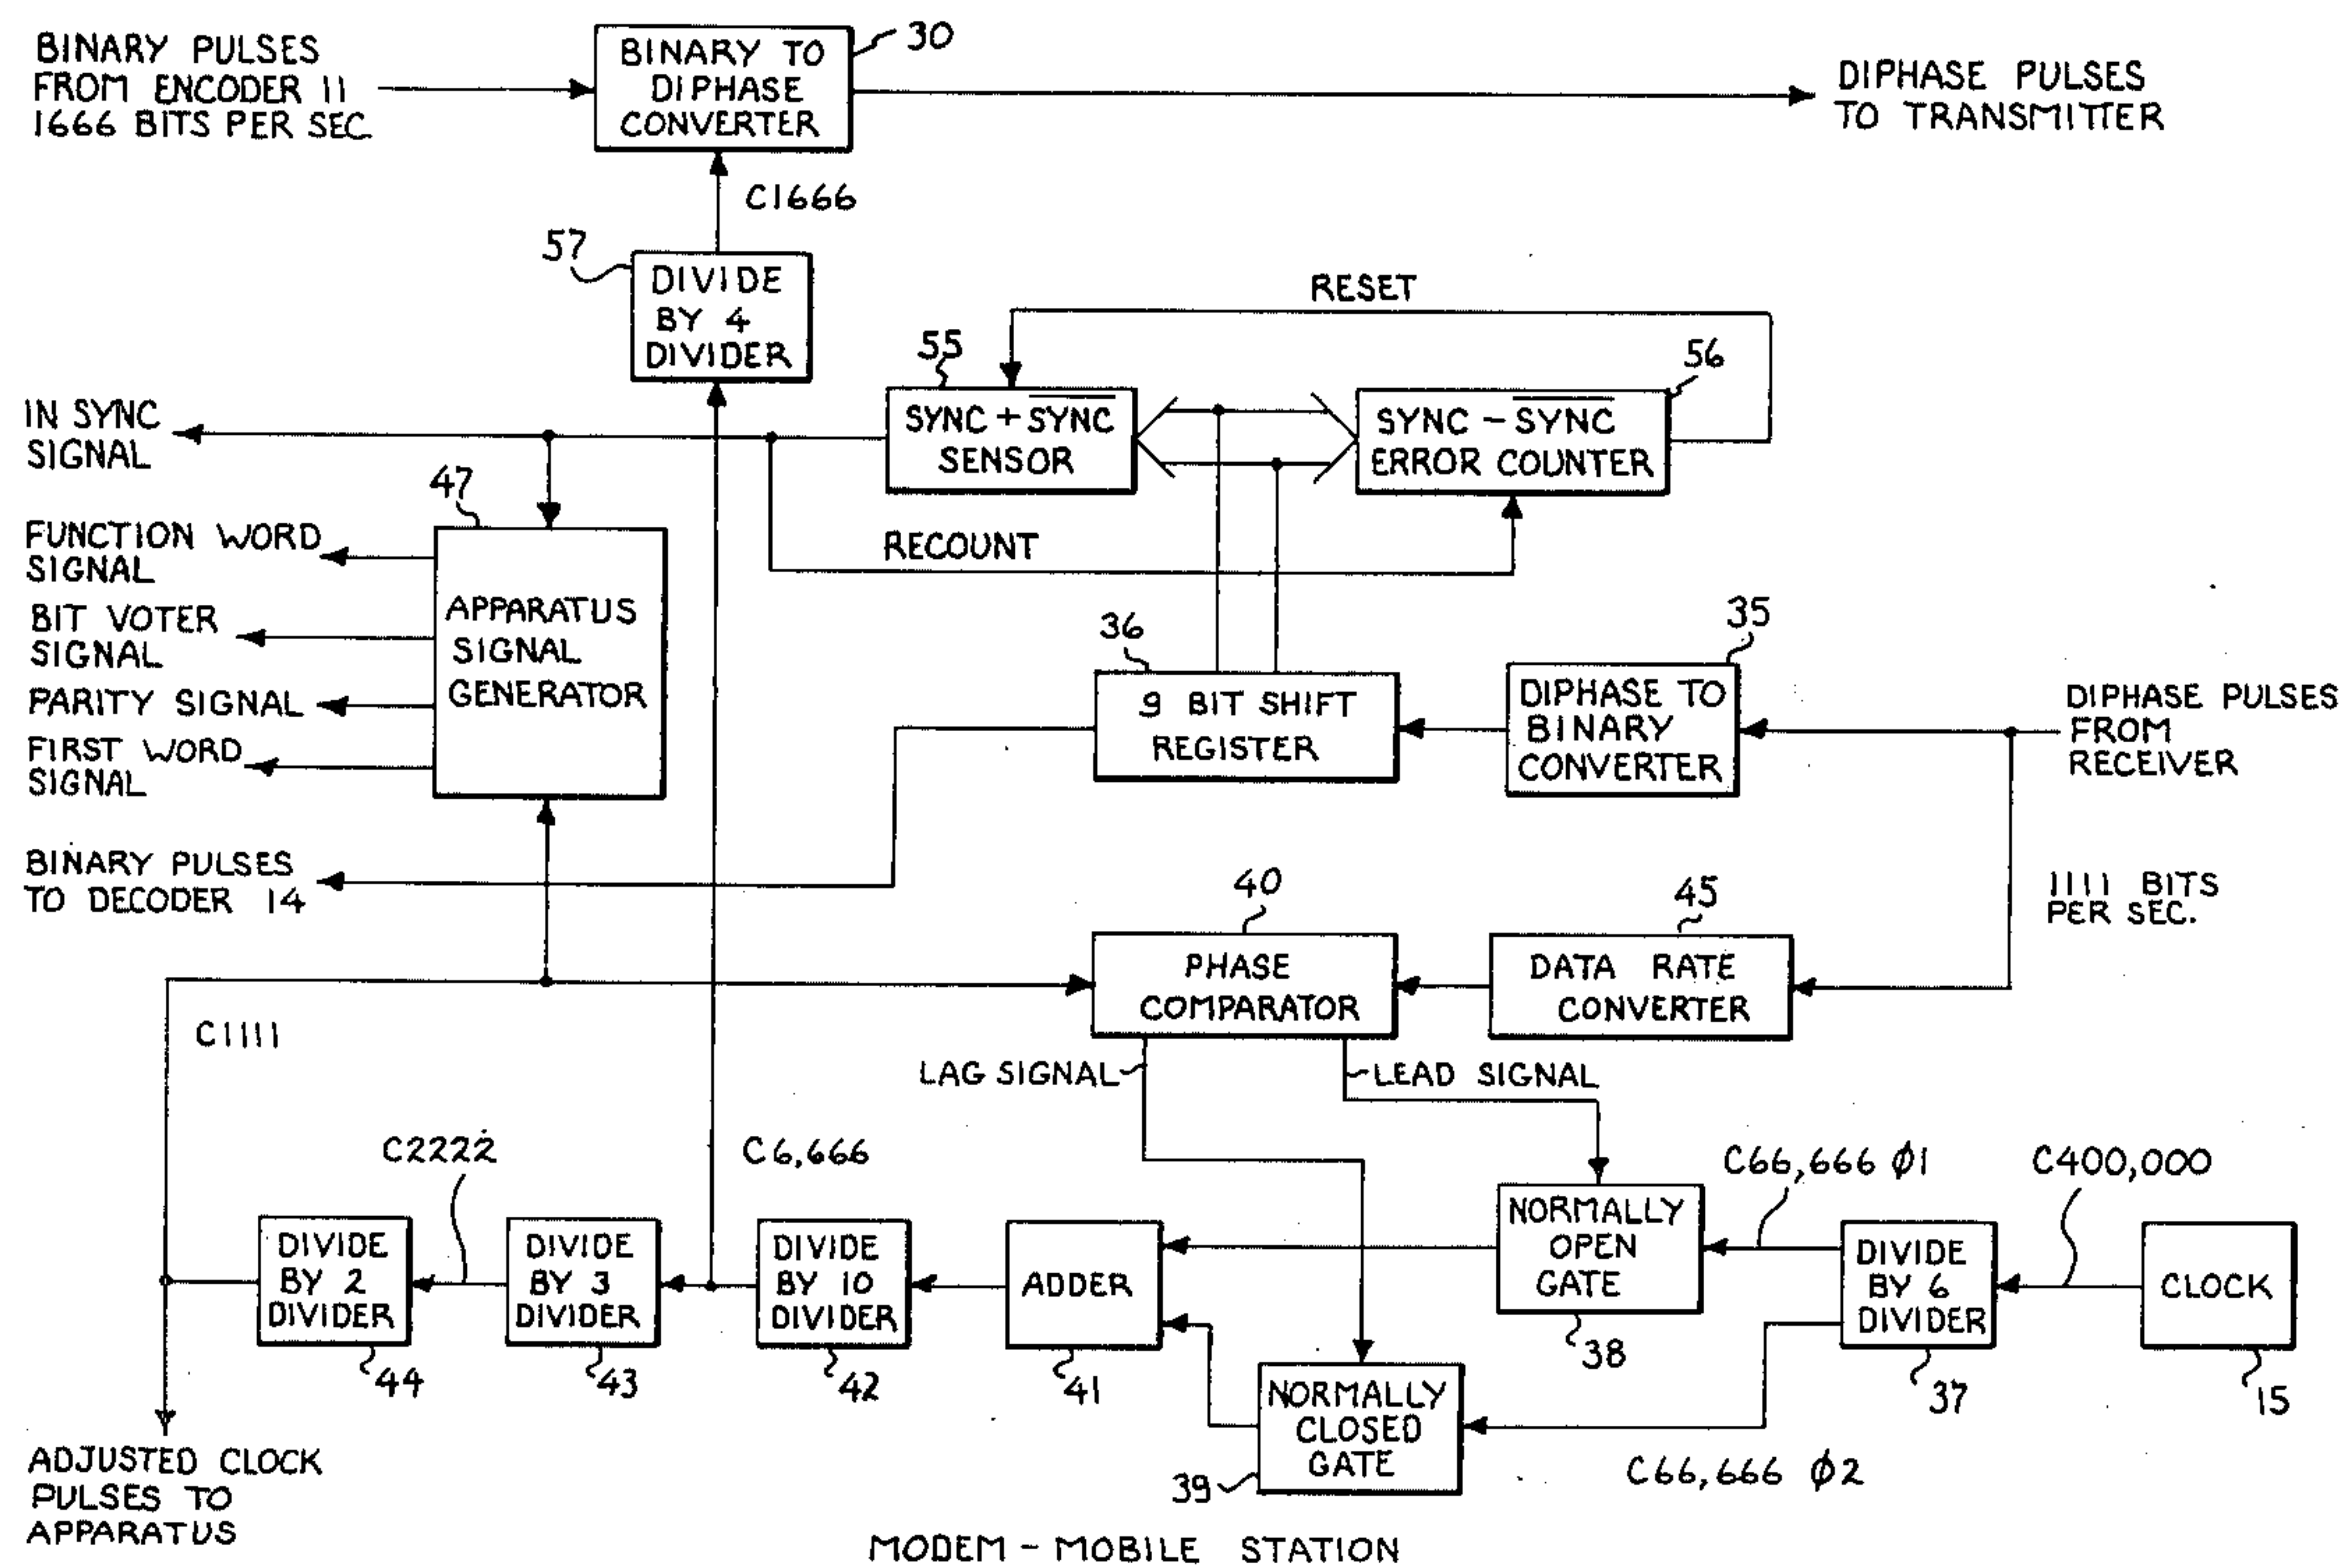 BINARY PULSES
FROM ENCODER 11
1666 BITS PER SEC
BINARY TO
DIPHASE
CONVERTER
30
DIPHASE PULSES
TO TRANSMITTER
C1666
57
DIVIDE
BY 4
DIVIDER
RESET
55
SYNC + S̅Y̅N̅C̅
SENSOR
56
SYNC - S̅Y̅N̅C̅
ERROR COUNTER
IN SYNC
SIGNAL
47
RECOUNT
FUNCTION WORD
SIGNAL
BIT VOTER
SIGNAL
PARITY SIGNAL
FIRST WORD
SIGNAL
APPARATUS
SIGNAL
GENERATOR
36
9 BIT SHIFT
REGISTER
35
DIPHASE TO
BINARY
CONVERTER
DIPHASE PULSES
FROM
RECEIVER
BINARY PULSES
TO DECODER 14
40
PHASE
COMPARATOR
45
DATA RATE
CONVERTER
1111 BITS
PER SEC.
C1111
LAG SIGNAL
LEAD SIGNAL
C2222
C6,666
C66,666 ϕ1
C400,000
DIVIDE
BY 2
DIVIDER
44
DIVIDE
BY 3
DIVIDER
43
DIVIDE
BY 10
DIVIDER
42
ADDER
41
NORMALLY
OPEN
GATE
38
DIVIDE
BY 6
DIVIDER
37
CLOCK
15
NORMALLY
CLOSED
GATE
39
C66,666 ϕ2
ADJUSTED CLOCK
PULSES TO
APPARATUS
MODEM - MOBILE STATION